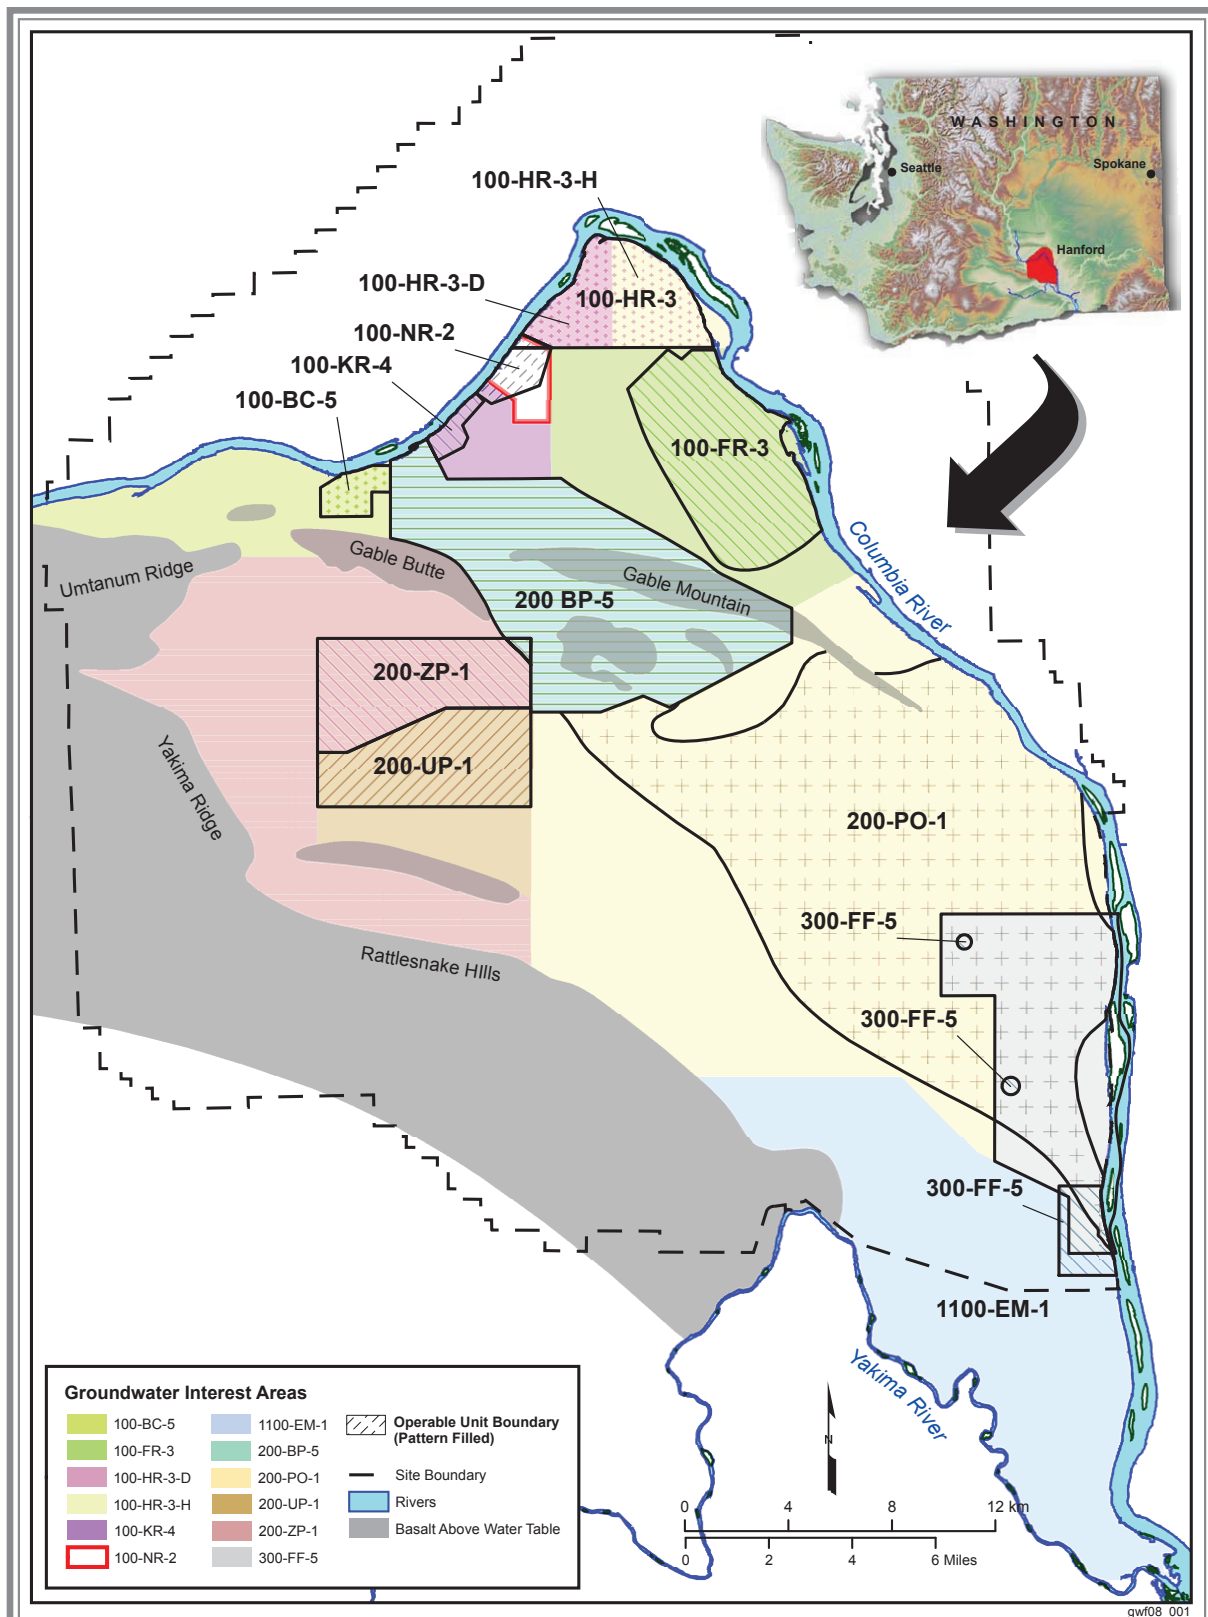 WASHINGTON
Seattle
Spokane
Hanford
100-HR-3-H
100-HR-3-D
100-HR-3
100-NR-2
100-KR-4
100-BC-5
100-FR-3
Columbia River
Umtanum Ridge
Gable Butte
Gable Mountain
200 BP-5
200-ZP-1
200-UP-1
Yakima Ridge
200-PO-1
300-FF-5
Rattlesnake HIlls
300-FF-5
300-FF-5
1100-EM-1
Yakima River
Groundwater Interest Areas
100-BC-5
100-FR-3
100-HR-3-D
100-HR-3-H
100-KR-4
100-NR-2
1100-EM-1
200-BP-5
200-PO-1
200-UP-1
200-ZP-1
300-FF-5
Operable Unit Boundary
(Pattern Filled)
Site Boundary
Rivers
Basalt Above Water Table
N
0 4 8 12 km
0 2 4 6 Miles
gwf08_001